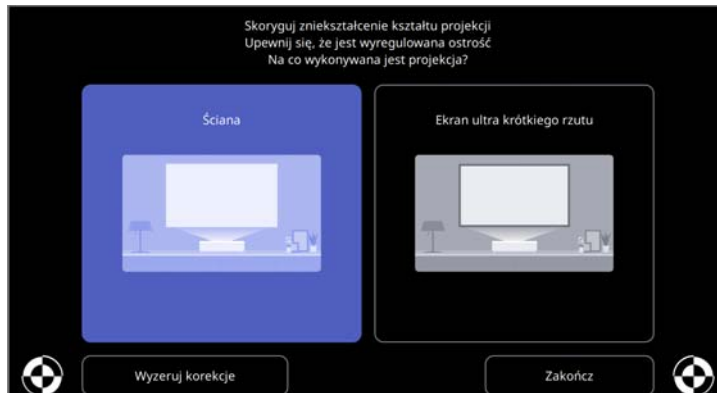 Skoryguj zniekształcenie kształtu projekcji
Upewnij się, że jest wyregulowana ostrość
Na co wykonywana jest projekcja?
Ściana
Ekran ultra krótkiego rzutu
Wyzeruj korekcje
Zakończ